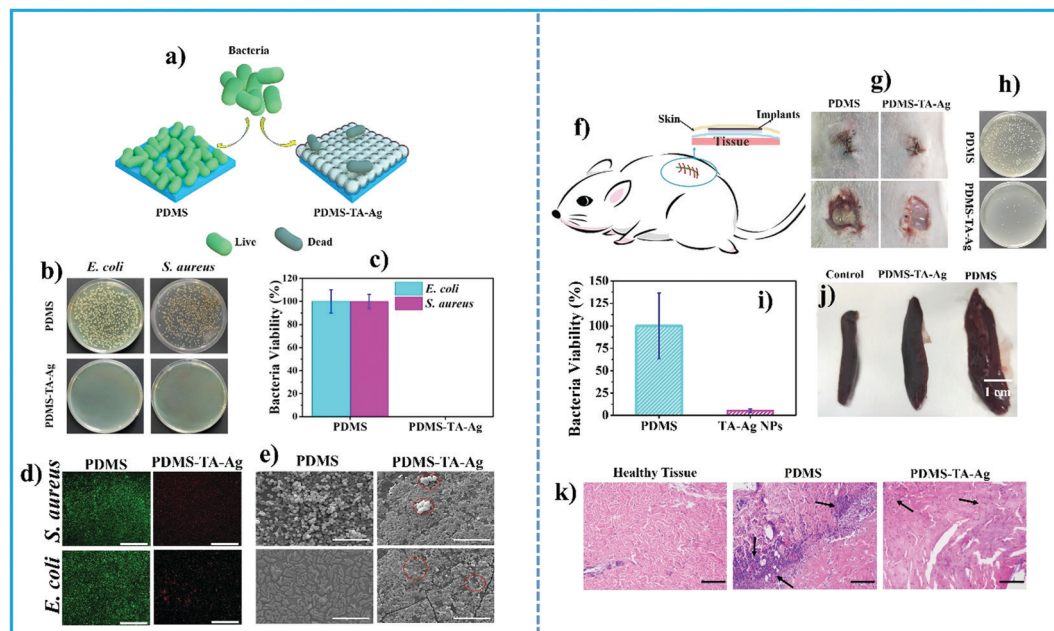 a)
Bacteria
PDMS
PDMS-TA-Ag
Live
Dead
b)
E. coli
S. aureus
PDMS
PDMS-TA-Ag
c)
Bacteria Viability (%)
120
100
80
60
40
20
0
E. coli
S. aureus
PDMS
PDMS-TA-Ag
d)
PDMS
PDMS-TA-Ag
S. aureus
E. coli
e)
PDMS
PDMS-TA-Ag
f)
Skin
Implants
Tissue
g)
PDMS
PDMS-TA-Ag
h)
PDMS
PDMS-TA-Ag
i)
Bacteria Viability (%)
150
125
100
75
50
25
0
PDMS
TA-Ag NPs
j)
Control
PDMS-TA-Ag
PDMS
1 cm
k)
Healthy Tissue
PDMS
PDMS-TA-Ag